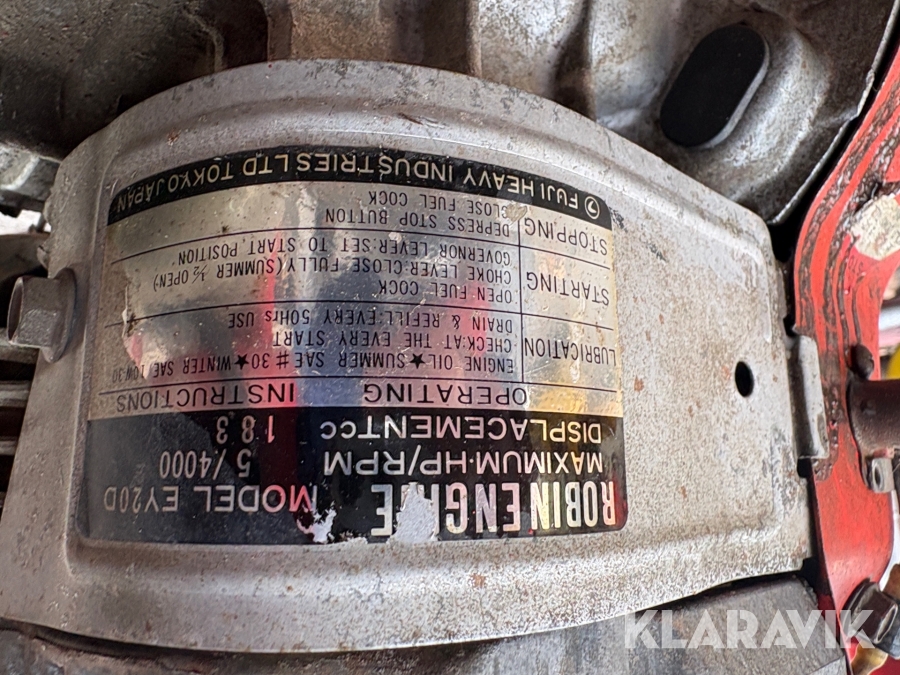 ROBIN ENGINE MODEL EY20D
MAXIMUM·HP/RPM 5/4000
DISPLACEMENTCC 183
OPERATING INSTRUCTIONS
LUBRICATION
ENGINE OIL★SUMMER SAE #30★WINTER SAE 10W-30
CHECK:AT THE EVERY START
DRAIN & REFILL:EVERY 50Hrs USE
STARTING
OPEN FUEL COCK
CHOKE LEVER:CLOSE FULLY(SUMMER ½ OPEN)
GOVERNOR LEVER:SET TO START, POSITION.
STOPPING
DEPRESS STOP BUTTON
CLOSE FUEL COCK
FUJI HEAVY INDUSTRIES LTD TOKYO JAPAN
KLARAVIK